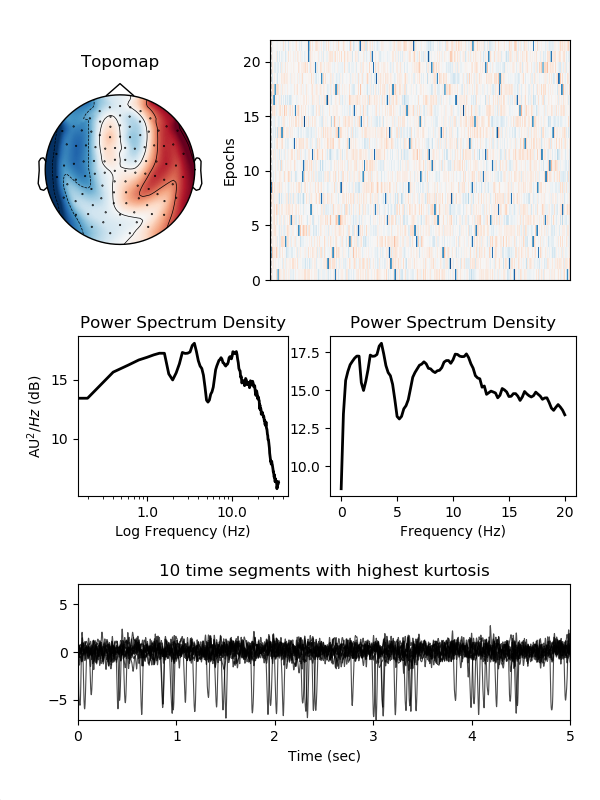 Topomap
Epochs
20
15
10
5
0
Power Spectrum Density
AU²/Hz (dB)
15
10
1.0 10.0
Log Frequency (Hz)
Power Spectrum Density
17.5
15.0
12.5
10.0
0 5 10 15 20
Frequency (Hz)
10 time segments with highest kurtosis
5
0
−5
0 1 2 3 4 5
Time (sec)